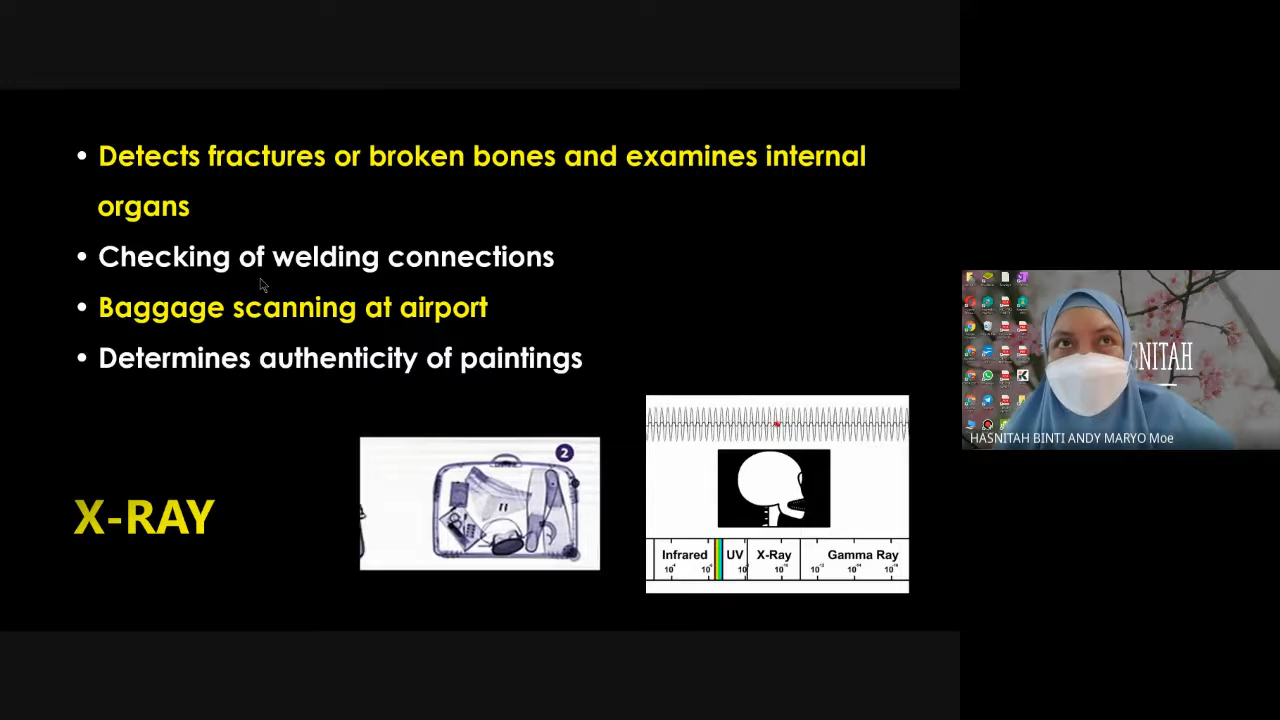 • Detects fractures or broken bones and examines internal
organs
• Checking of welding connections
• Baggage scanning at airport
• Determines authenticity of paintings
X-RAY
2
Infrared UV X-Ray Gamma Ray
NITAH
HASNITAH BINTI ANDY MARYO Moe